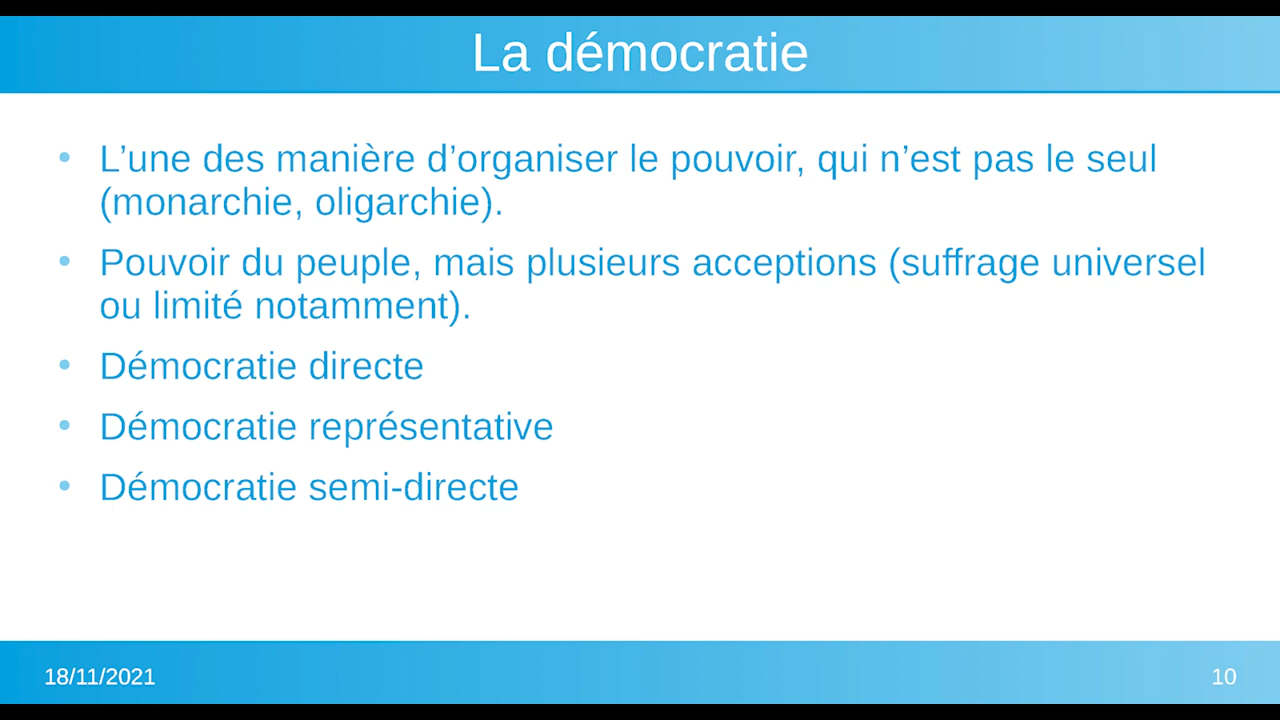 La démocratie
• L’une des manière d’organiser le pouvoir, qui n’est pas le seul
(monarchie, oligarchie).
• Pouvoir du peuple, mais plusieurs acceptions (suffrage universel
ou limité notamment).
• Démocratie directe
• Démocratie représentative
• Démocratie semi-directe
18/11/2021
10